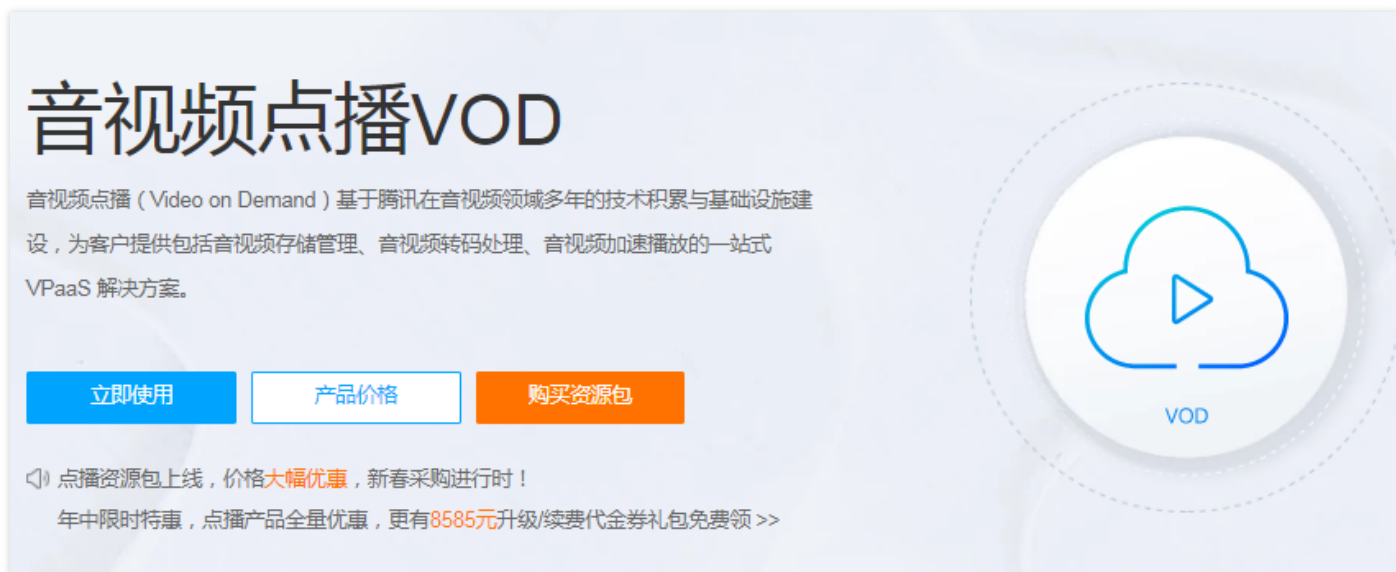 音视频点播VOD
音视频点播（Video on Demand）基于腾讯在音视频领域多年的技术积累与基础设施建
设，为客户提供包括音视频存储管理、音视频转码处理、音视频加速播放的一站式
VPaaS 解决方案。
立即使用
产品价格
购买资源包
VOD
点播资源包上线，价格大幅优惠，新春采购进行时！
年中限时特惠，点播产品全量优惠，更有8585元升级/续费代金券礼包免费领 >>